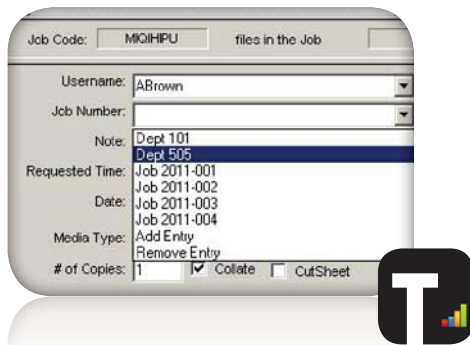 Job Code: MIQIHIPU files in the Job
Username: ABrown
Job Number:
Note: Dept 101
Dept 505
Requested Time: Job 2011-001
Job 2011-002
Date: Job 2011-003
Job 2011-004
Media Type: Add Entry
Remove Entry
# of Copies: 1 Collate CutSheet
T